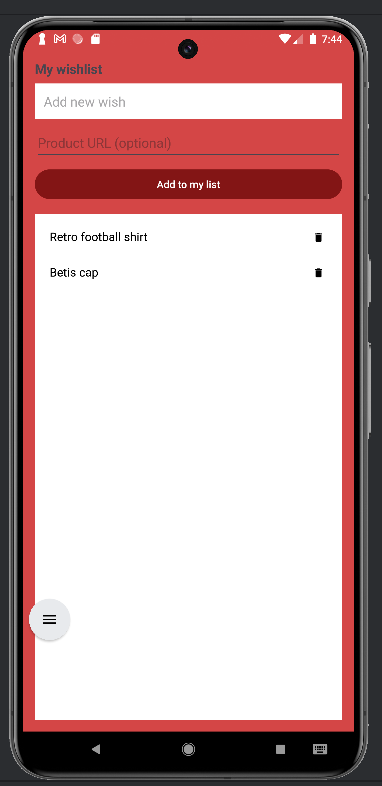 7:44
My wishlist
Add new wish
Product URL (optional)
Add to my list
Retro football shirt
Betis cap